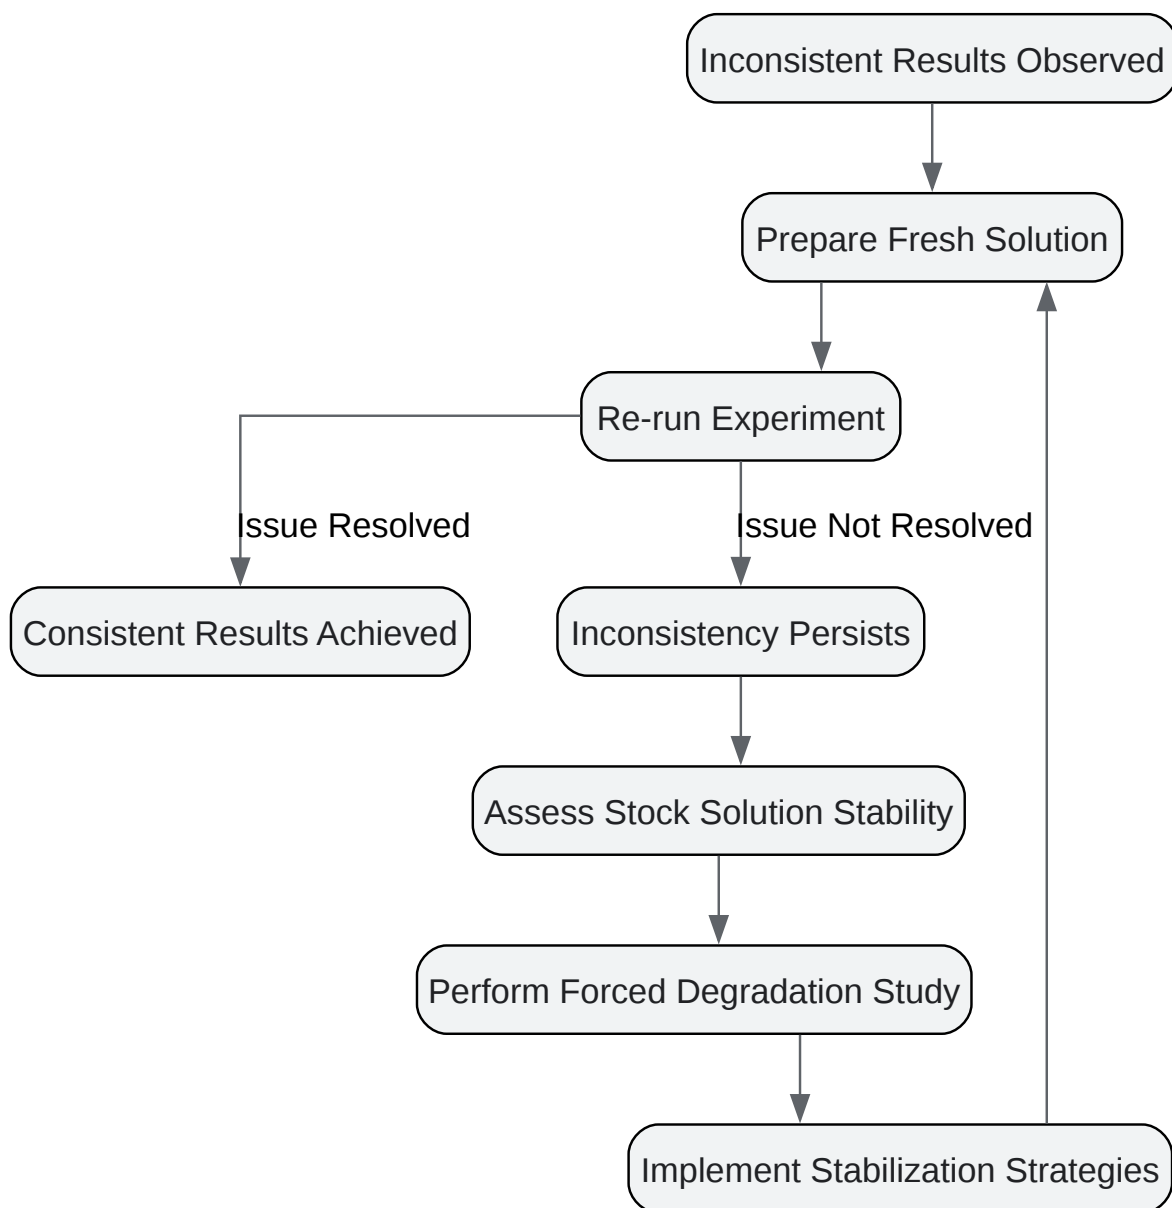 Inconsistent Results Observed
Prepare Fresh Solution
Re-run Experiment
Issue Resolved
Issue Not Resolved
Consistent Results Achieved
Inconsistency Persists
Assess Stock Solution Stability
Perform Forced Degradation Study
Implement Stabilization Strategies